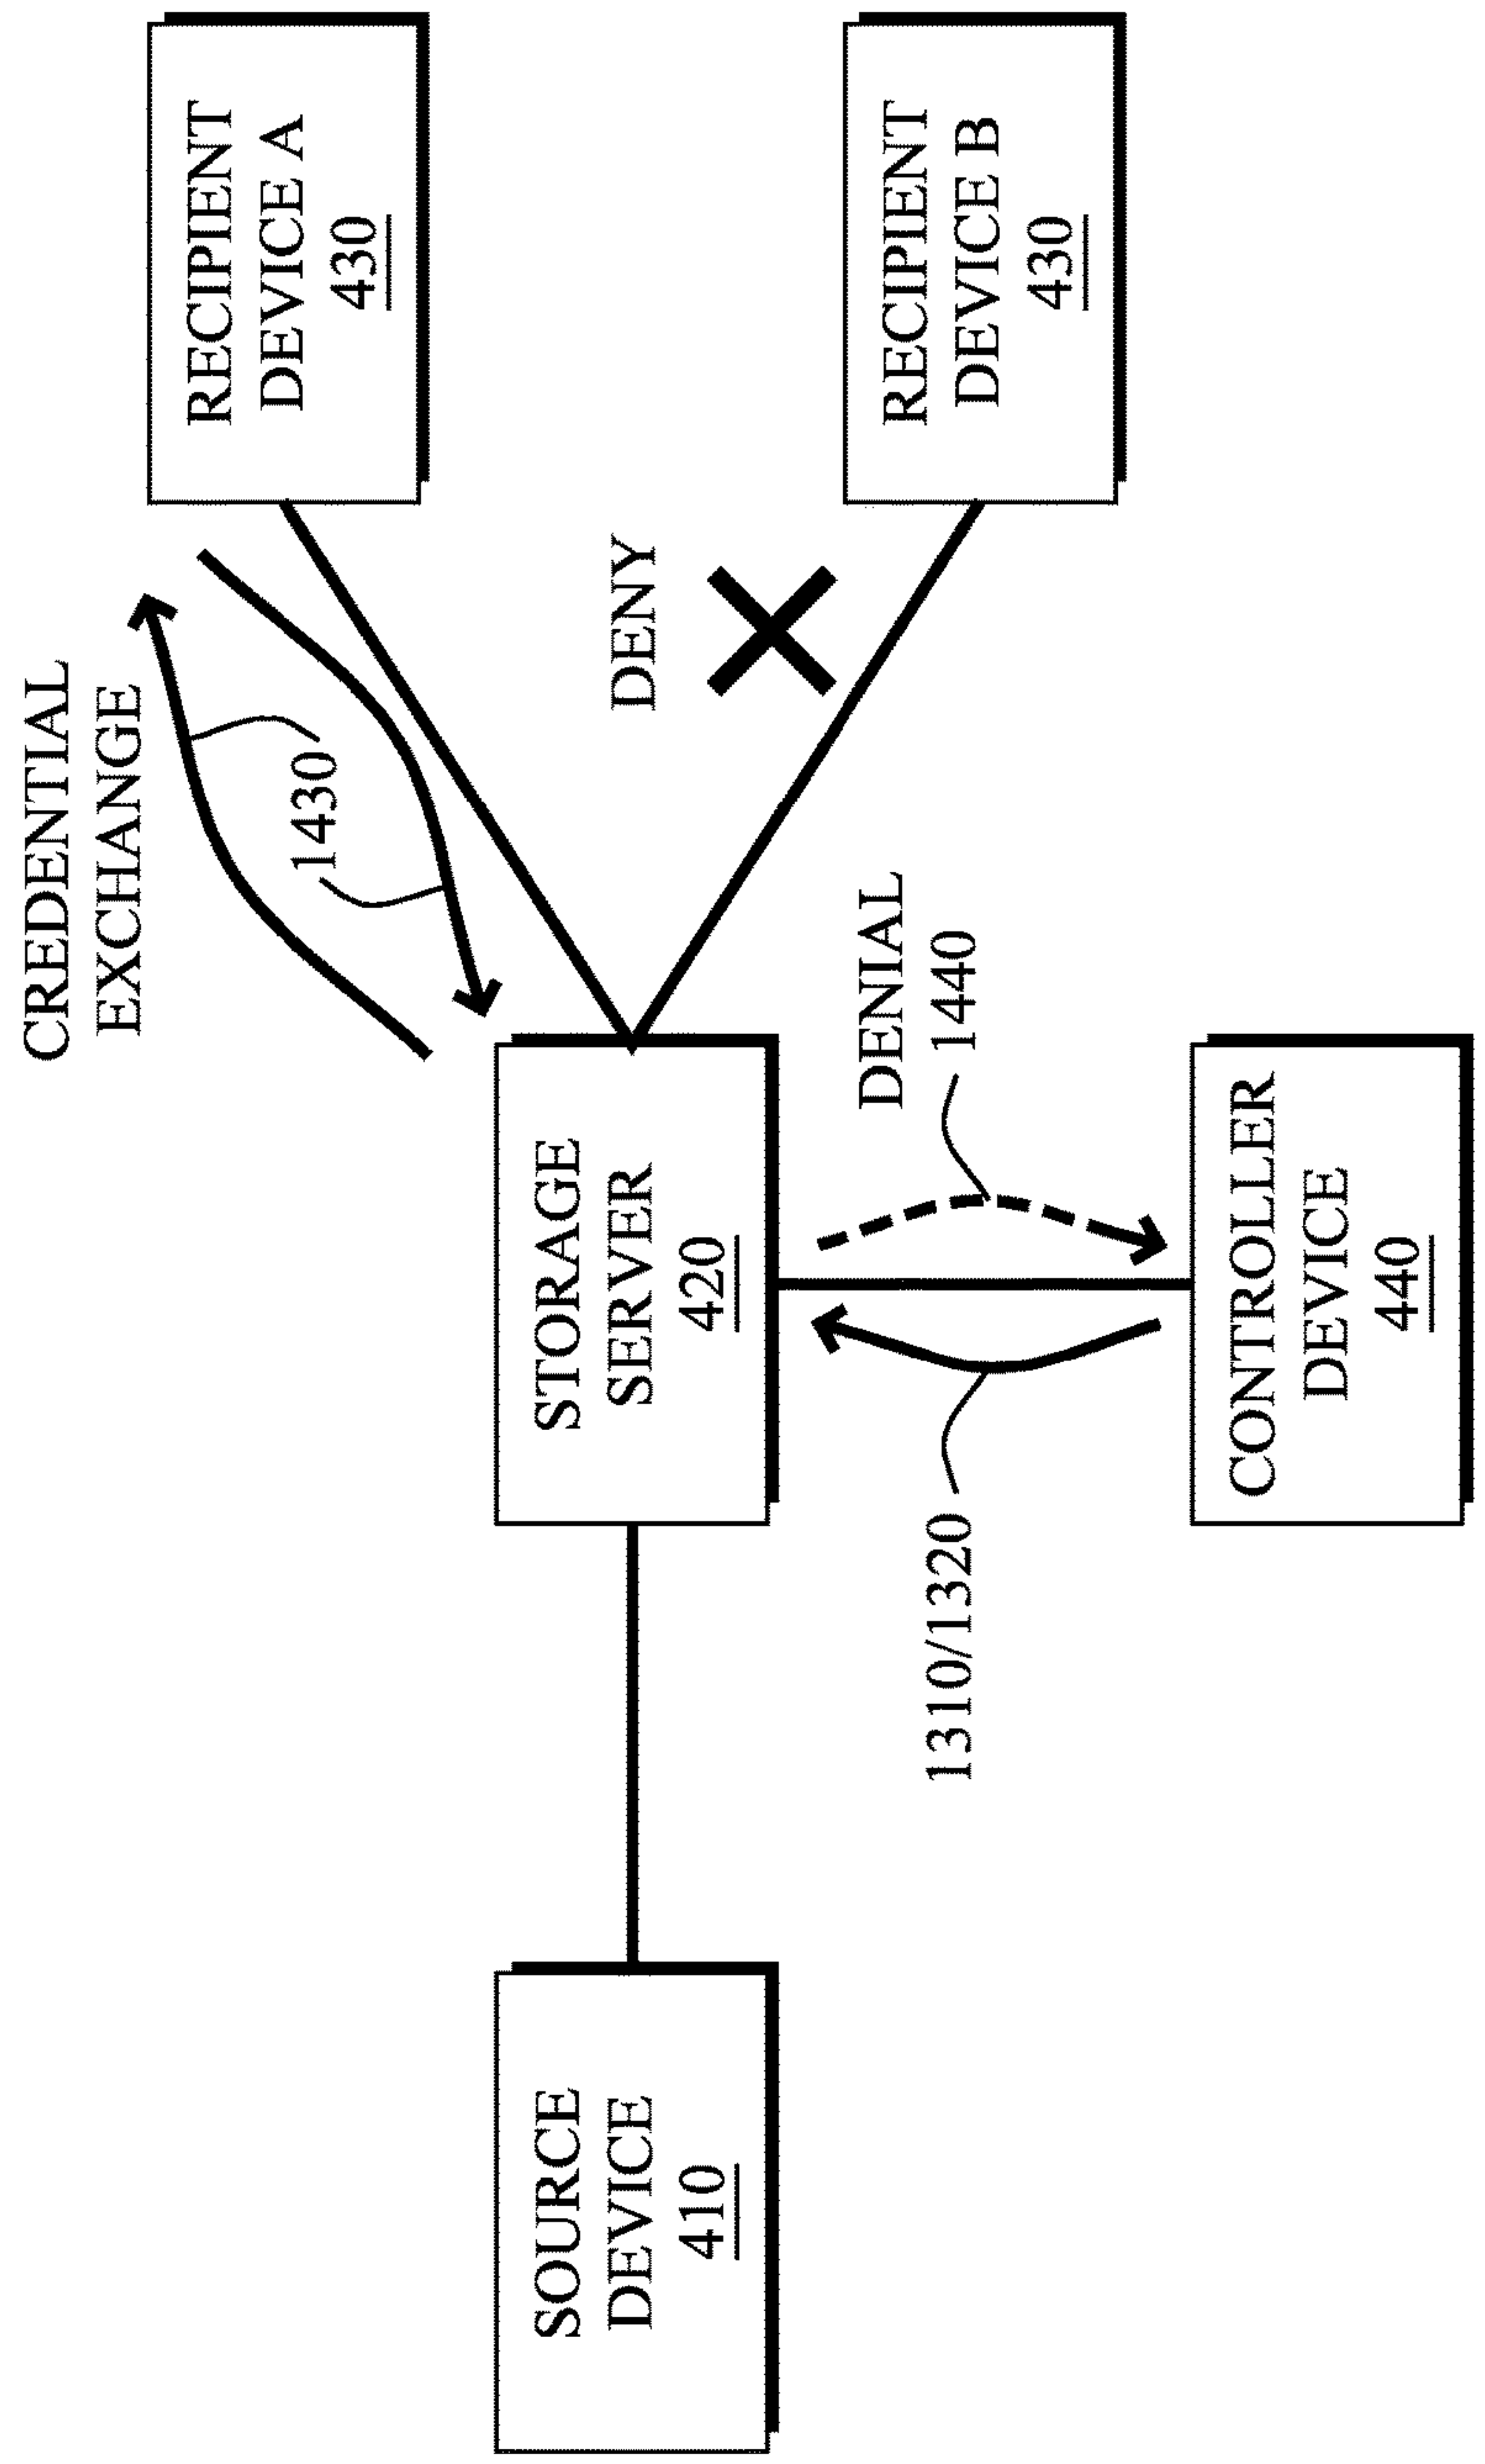 CREDENTIAL
EXCHANGE
1430
RECIPIENT
DEVICE A
430
SOURCE
DEVICE
410
STORAGE
SERVER
420
DENY
RECIPIENT
DEVICE B
430
1310/1320
DENIAL
1440
CONTROLLER
DEVICE
440